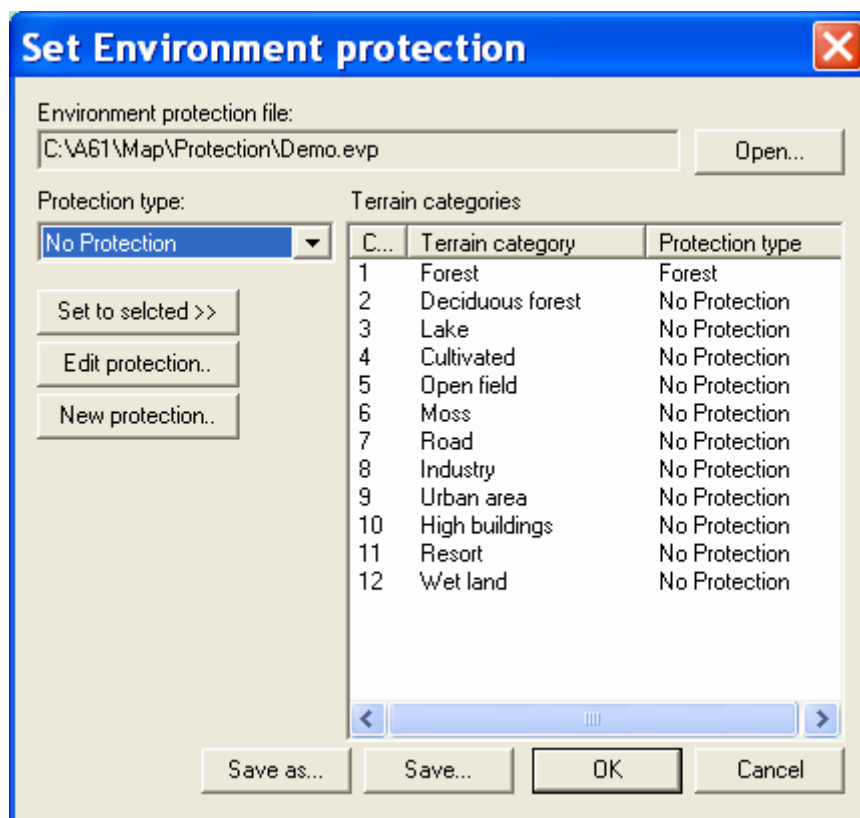 Set Environment protection
Environment protection file:
C:\A61\Map\Protection\Demo.evp
Open...
Protection type:
No Protection
Set to selcted >>
Edit protection..
New protection..
Terrain categories
C... Terrain category Protection type
1 Forest Forest
2 Deciduous forest No Protection
3 Lake No Protection
4 Cultivated No Protection
5 Open field No Protection
6 Moss No Protection
7 Road No Protection
8 Industry No Protection
9 Urban area No Protection
10 High buildings No Protection
11 Resort No Protection
12 Wet land No Protection
Save as... Save... OK Cancel